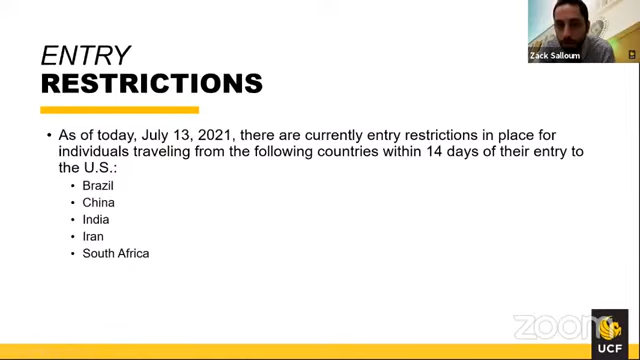 Zack Salloum
ENTRY
RESTRICTIONS
• As of today, July 13, 2021, there are currently entry restrictions in place for
individuals traveling from the following countries within 14 days of their entry to
the U.S.:
• Brazil
• China
• India
• Iran
• South Africa
zoom
UCF